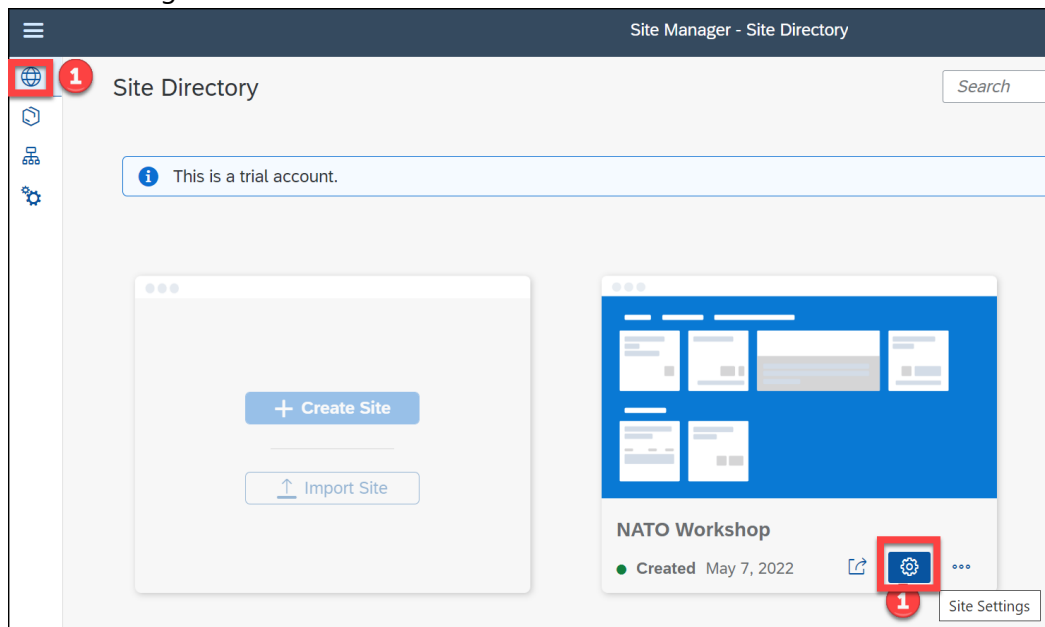 Site Manager - Site Directory
1
Site Directory
Search
This is a trial account.
Create Site
Import Site
NATO Workshop
Created May 7, 2022
1
Site Settings